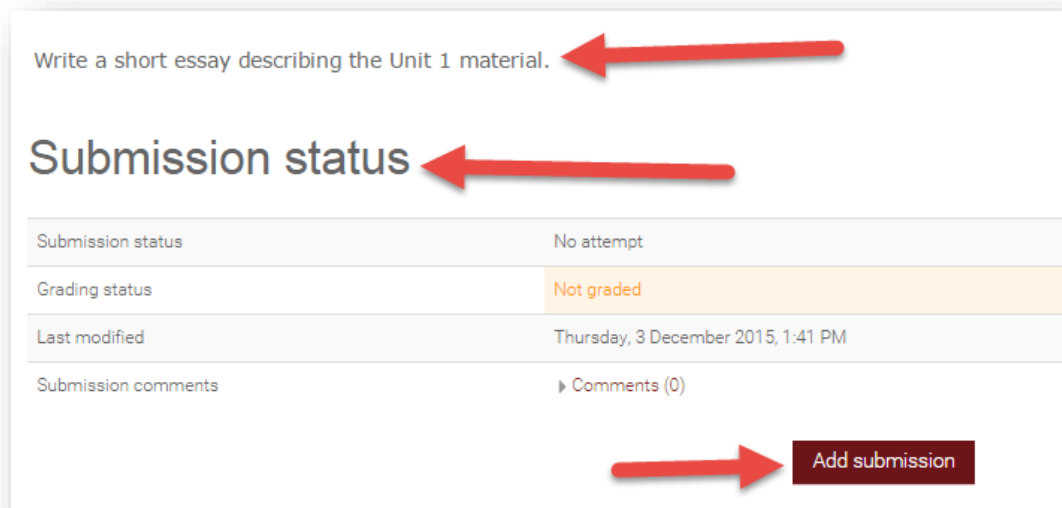 Write a short essay describing the Unit 1 material.
Submission status
Submission status No attempt
Grading status Not graded
Last modified Thursday, 3 December 2015, 1:41 PM
Submission comments Comments (0)
Add submission